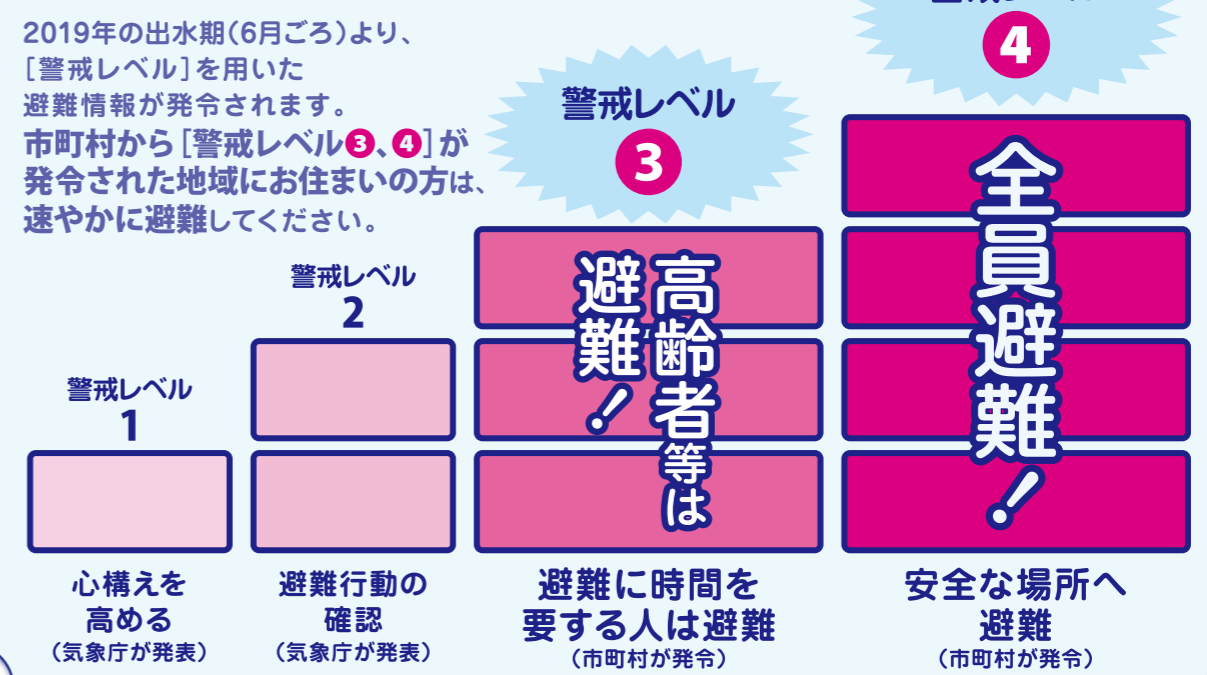 2019年の出水期（6月ごろ）より、
［警戒レベル］を用いた
避難情報が発令されます。
市町村から［警戒レベル❸、❹］が
発令された地域にお住まいの方は、
速やかに避難してください。
警戒レベル
1
心構えを
高める
（気象庁が発表）
警戒レベル
2
避難行動の
確認
（気象庁が発表）
警戒レベル
3
高齢者等は
避難！
避難に時間を
要する人は避難
（市町村が発令）
4
全員避難！
安全な場所へ
避難
（市町村が発令）